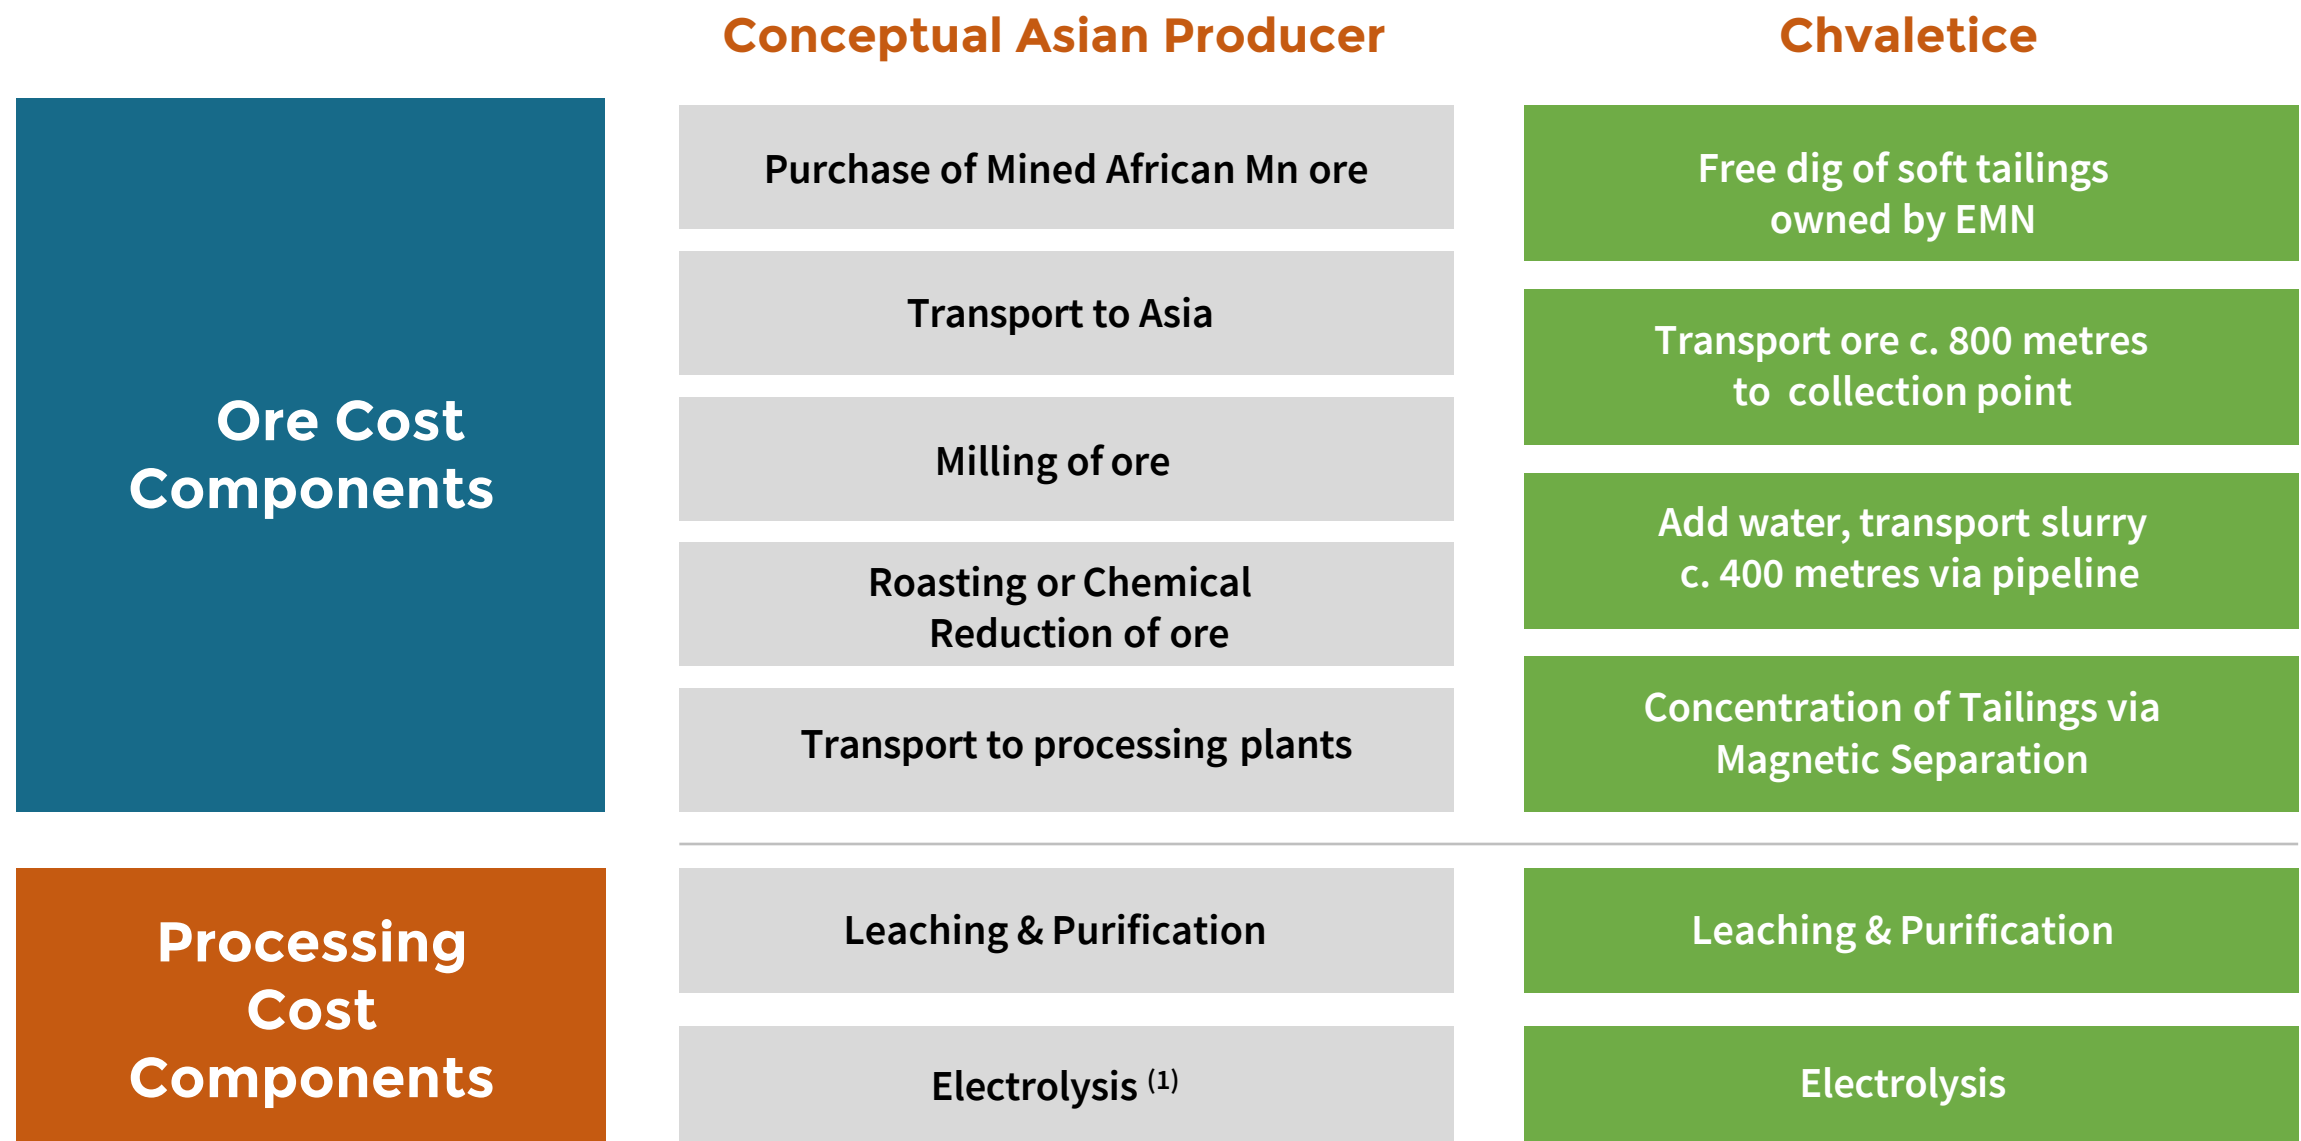 Conceptual Asian Producer
Chvaletice
Ore Cost
Components
Purchase of Mined African Mn ore
Transport to Asia
Milling of ore
Roasting or Chemical
Reduction of ore
Transport to processing plants
Free dig of soft tailings
owned by EMN
Transport ore c. 800 metres
to collection point
Add water, transport slurry
c. 400 metres via pipeline
Concentration of Tailings via
Magnetic Separation
Processing
Cost
Components
Leaching & Purification
Electrolysis (1)
Leaching & Purification
Electrolysis